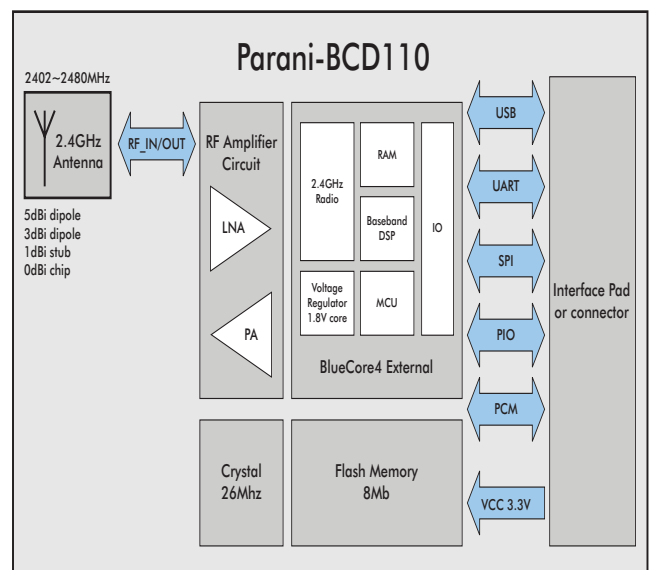 Parani-BCD110
2402~2480MHz
2.4GHz
Antenna
5dBi dipole
3dBi dipole
1dBi stub
0dBi chip
RF_IN/OUT
RF Amplifier
Circuit
LNA
PA
2.4GHz
Radio
RAM
Baseband
DSP
IO
Voltage
Regulator
1.8V core
MCU
BlueCore4 External
Crystal
26Mhz
Flash Memory
8Mb
USB
UART
SPI
PIO
PCM
VCC 3.3V
Interface Pad
or connector